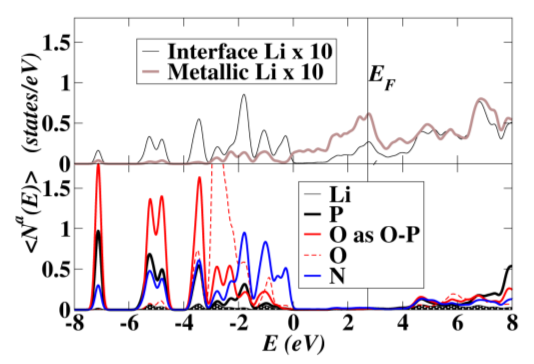 1.5
1
0.5
0
Interface Li x 10
Metallic Li x 10
E_F
(states/eV)
1.5
1
0.5
0
<N^a(E)>
Li
P
O as O-P
O
N
-8 -6 -4 -2 0 2 4 6 8
E (eV)